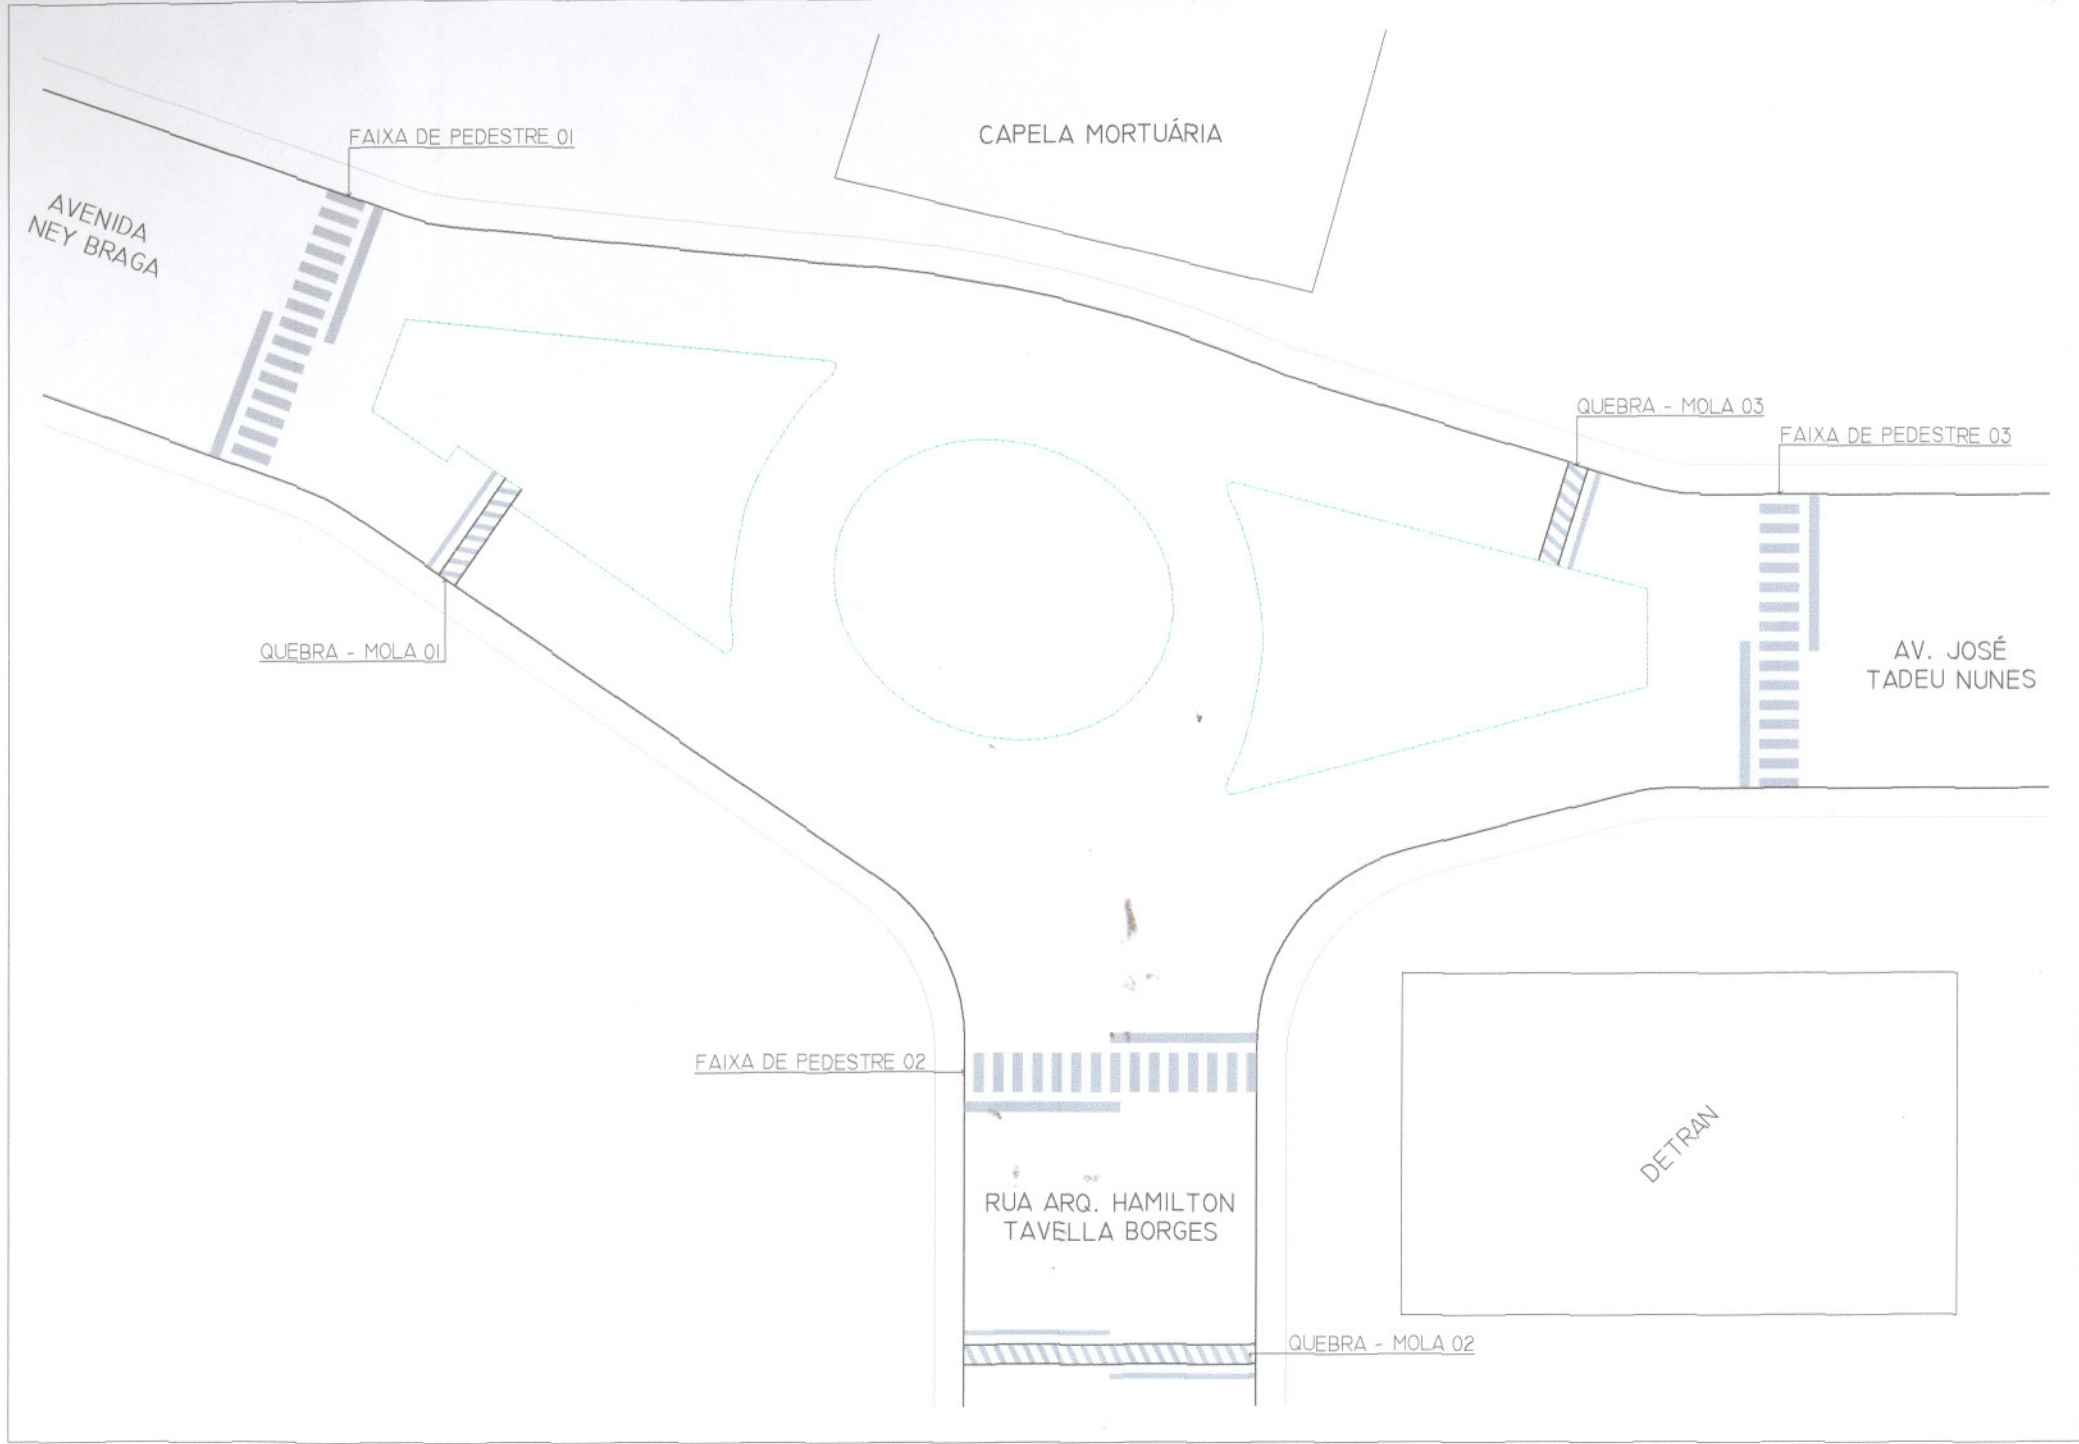 FAIXA DE PEDESTRE 01
CAPELA MORTUÁRIA
AVENIDA
NEY BRAGA
QUEBRA - MOLA 03
FAIXA DE PEDESTRE 03
QUEBRA - MOLA 01
AV. JOSÉ
TADEU NUNES
FAIXA DE PEDESTRE 02
DETRAN
RUA ARQ. HAMILTON
TAVELLA BORGES
QUEBRA - MOLA 02